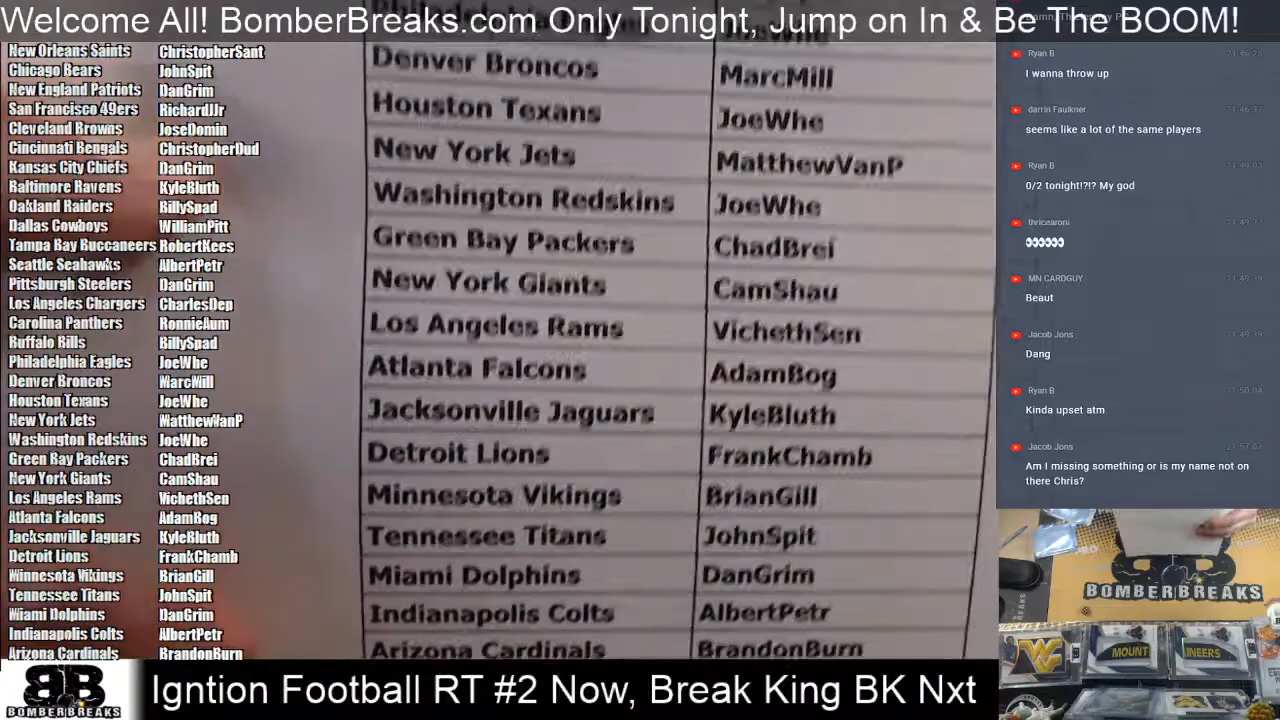 Welcome All! BomberBreaks.com Only Tonight, Jump on In & Be The BOOM!
New Orleans Saints ChristopherSant
Chicago Bears JohnSpit
New England Patriots DanGrim
San Francisco 49ers RichardJJr
Cleveland Browns JoseDomin
Cincinnati Bengals ChristopherDud
Kansas City Chiefs DanGrim
Baltimore Ravens KyleBluth
Oakland Raiders BillySpad
Dallas Cowboys WilliamPitt
Tampa Bay Buccaneers RobertKees
Seattle Seahawks AlbertPetr
Pittsburgh Steelers DanGrim
Los Angeles Chargers CharlesDep
Carolina Panthers RonnieAum
Buffalo Bills BillySpad
Philadelphia Eagles JoeWhe
Denver Broncos MarcMill
Houston Texans JoeWhe
New York Jets MatthewVanP
Washington Redskins JoeWhe
Green Bay Packers ChadBrei
New York Giants CamShau
Los Angeles Rams VichethSen
Atlanta Falcons AdamBog
Jacksonville Jaguars KyleBluth
Detroit Lions FrankChamb
Minnesota Vikings BrianGill
Tennessee Titans JohnSpit
Miami Dolphins DanGrim
Indianapolis Colts AlbertPetr
Arizona Cardinals BrandonBurn
Philadelphia JoeWhe
Denver Broncos MarcMill
Houston Texans JoeWhe
New York Jets MatthewVanP
Washington Redskins JoeWhe
Green Bay Packers ChadBrei
New York Giants CamShau
Los Angeles Rams VichethSen
Atlanta Falcons AdamBog
Jacksonville Jaguars KyleBluth
Detroit Lions FrankChamb
Minnesota Vikings BrianGill
Tennessee Titans JohnSpit
Miami Dolphins DanGrim
Indianapolis Colts AlbertPetr
Arizona Cardinals BrandonBurn
Ryan B
I wanna throw up
darrin Faulkner
seems like a lot of the same players
Ryan B
0/2 tonight!?!? My god
thricearoni
MN CARDGUY
Beaut
Jacob Jons
Dang
Ryan B
Kinda upset atm
Jacob Jons
Am I missing something or is my name not on
there Chris?
BOMBERBREAKS
MOUNT
INEERS
BB
BOMBERBREAKS
Igntion Football RT #2 Now, Break King BK Nxt